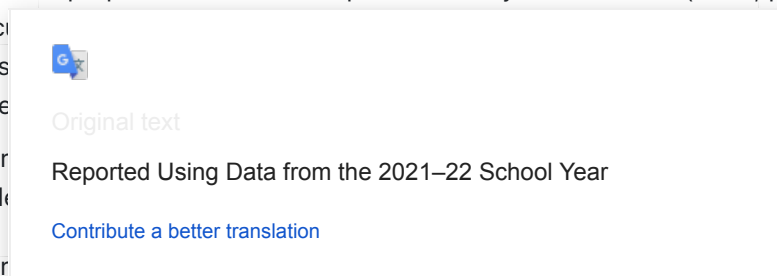 Original text
Reported Using Data from the 2021–22 School Year
Contribute a better translation